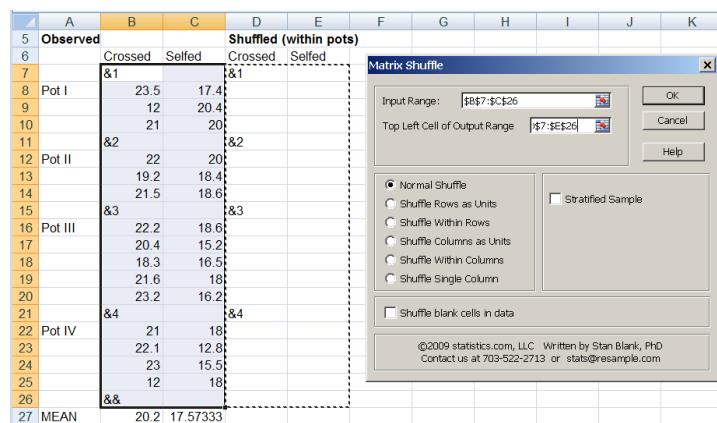 A B C D E F G H I J K
5 Observed Shuffled (within pots)
6 Crossed Selfed Crossed Selfed
7 &1 &1
8 Pot I 23.5 17.4
9 12 20.4
10 21 20
11 &2 &2
12 Pot II 22 20
13 19.2 18.4
14 21.5 18.6
15 &3 &3
16 Pot III 22.2 18.6
17 20.4 15.2
18 18.3 16.5
19 21.6 18
20 23.2 16.2
21 &4 &4
22 Pot IV 21 18
23 22.1 12.8
24 23 15.5
25 12 18
26 &&
27 MEAN 20.2 17.57333
Matrix Shuffle
Input Range: $B$7:$C$26
Top Left Cell of Output Range $7:$E$26
OK
Cancel
Help
Normal Shuffle
Shuffle Rows as Units
Shuffle Within Rows
Shuffle Columns as Units
Shuffle Within Columns
Shuffle Single Column
Stratified Sample
Shuffle blank cells in data
©2009 statistics.com, LLC Written by Stan Blank, PhD
Contact us at 703-522-2713 or stats@resample.com